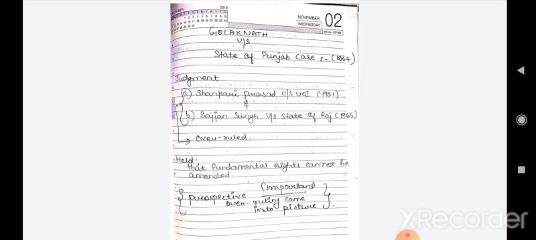 NOVEMBER
WEDNESDAY
02
GOLAKNATH
V/S
State of Punjab Case :- (1967)
Judgment
a) Shankari Prasad V/S UOI (1951)
&
b) Sajjan Singh V/s State of Raj (1965)
→ Over-ruled
Held:
that Fundamental Rights cannot be
amended
(Important)
prospective over-ruling came
into picture
XRecorder